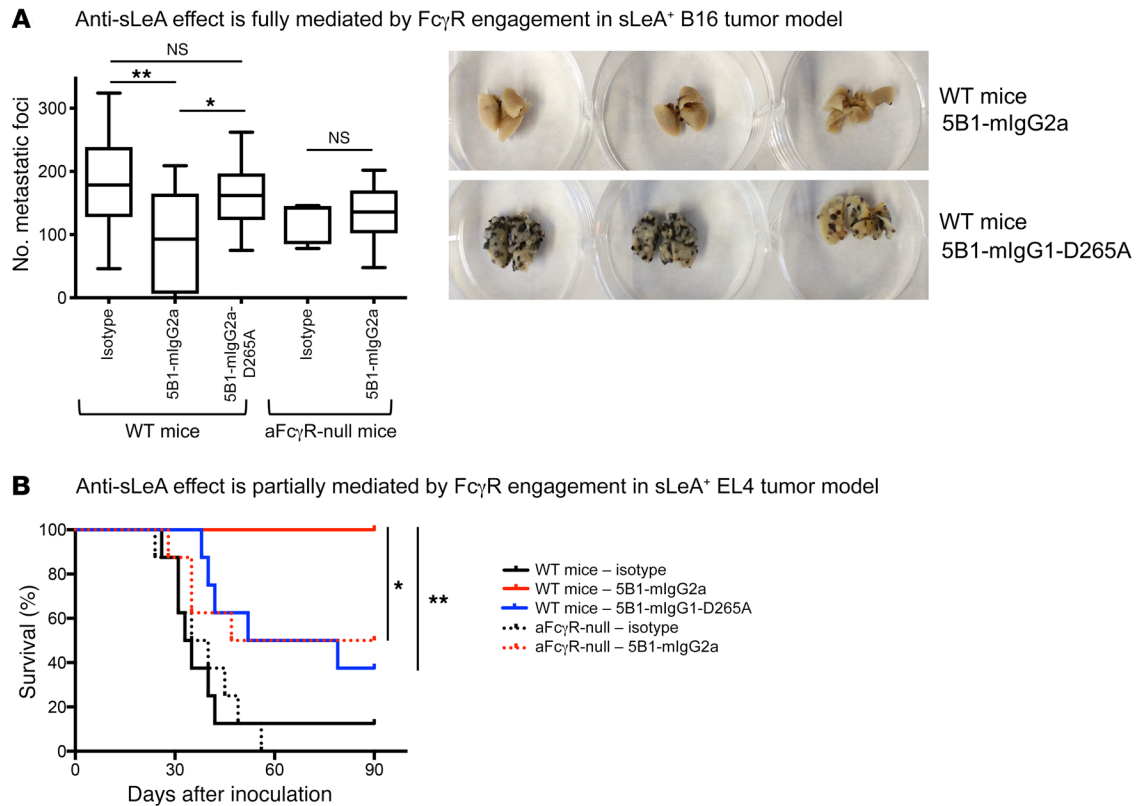 A Anti-sLeA effect is fully mediated by FcγR engagement in sLeA⁺ B16 tumor model
NS
**
*
NS
No. metastatic foci
300
200
100
0
Isotype
5B1-mIgG2a
5B1-mIgG2a-
D265A
Isotype
5B1-mIgG2a
WT mice
aFcγR-null mice
WT mice
5B1-mIgG2a
WT mice
5B1-mIgG1-D265A
B Anti-sLeA effect is partially mediated by FcγR engagement in sLeA⁺ EL4 tumor model
Survival (%)
100
80
60
40
20
0
0 30 60 90
Days after inoculation
*
**
WT mice – isotype
WT mice – 5B1-mIgG2a
WT mice – 5B1-mIgG1-D265A
aFcγR-null – isotype
aFcγR-null – 5B1-mIgG2a